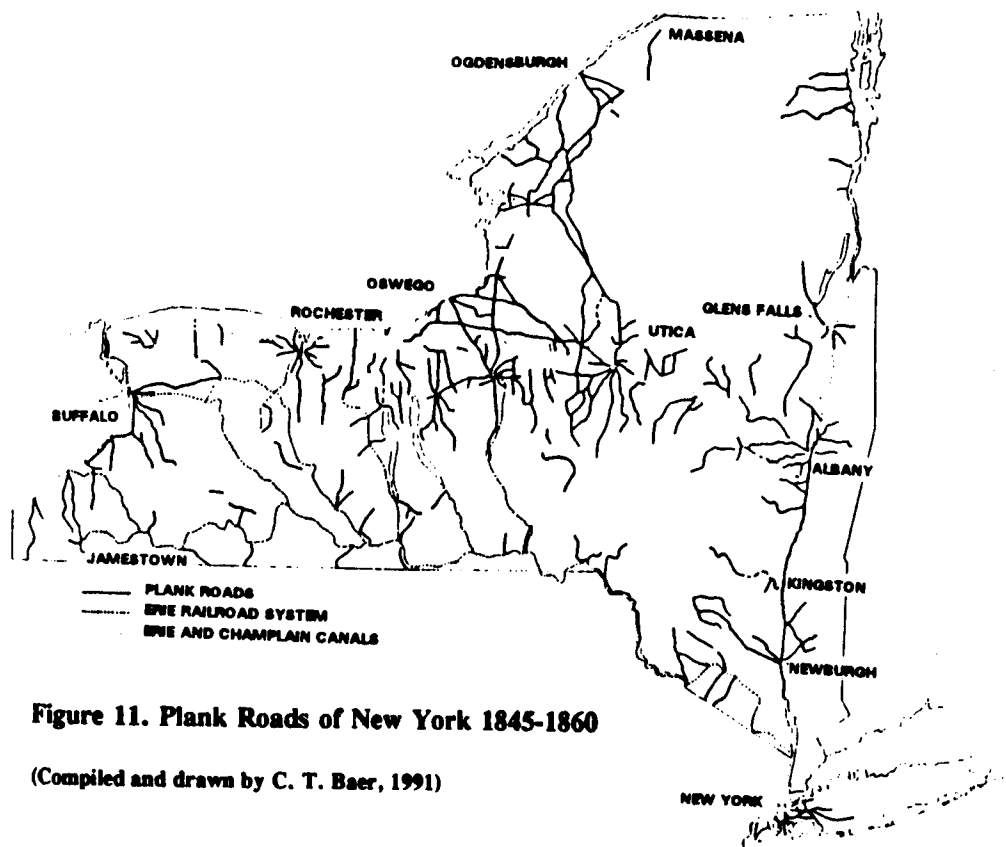 MASSENA
OGDENSBURGH
OSWEGO
GLENS FALLS
ROCHESTER
UTICA
BUFFALO
ALBANY
JAMESTOWN
KINGSTON
PLANK ROADS
ERIE RAILROAD SYSTEM
ERIE AND CHAMPLAIN CANALS
NEWBURGH
Figure 11. Plank Roads of New York 1845-1860
(Compiled and drawn by C. T. Baer, 1991)
NEW YORK